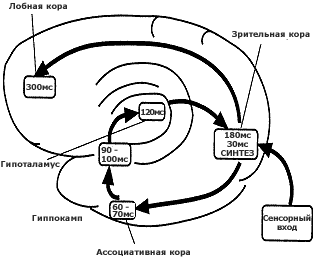 Лобная кора
Зрительная кора
300мс
120мс
180мс
30мс
СИНТЕЗ
90 -
100мс
Гипоталамус
60 -
70мс
Гиппокамп
Сенсорный
вход
Ассоциативная кора